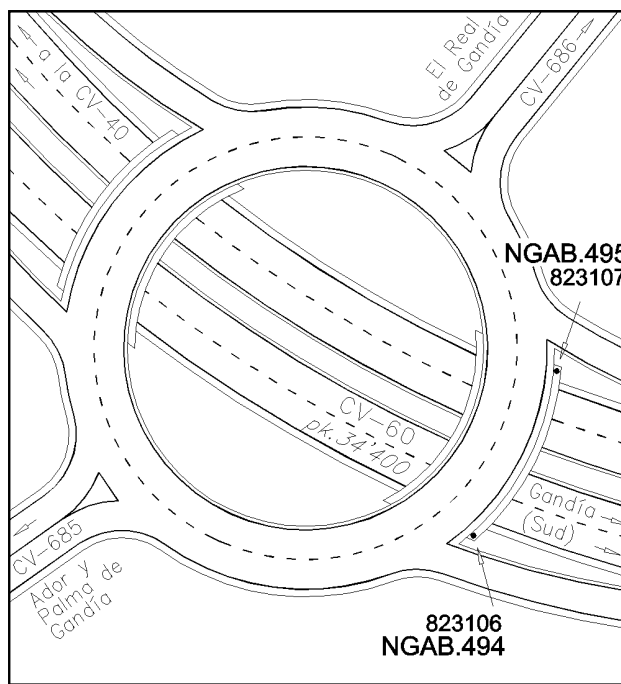 a la CV-40
El Real
de Gandía
CV-686
NGAB.495
823107
CV-60
pk.34'400
Gandía
(Sud)
CV-685
Ador y
Palma de
Gandía
823106
NGAB.494